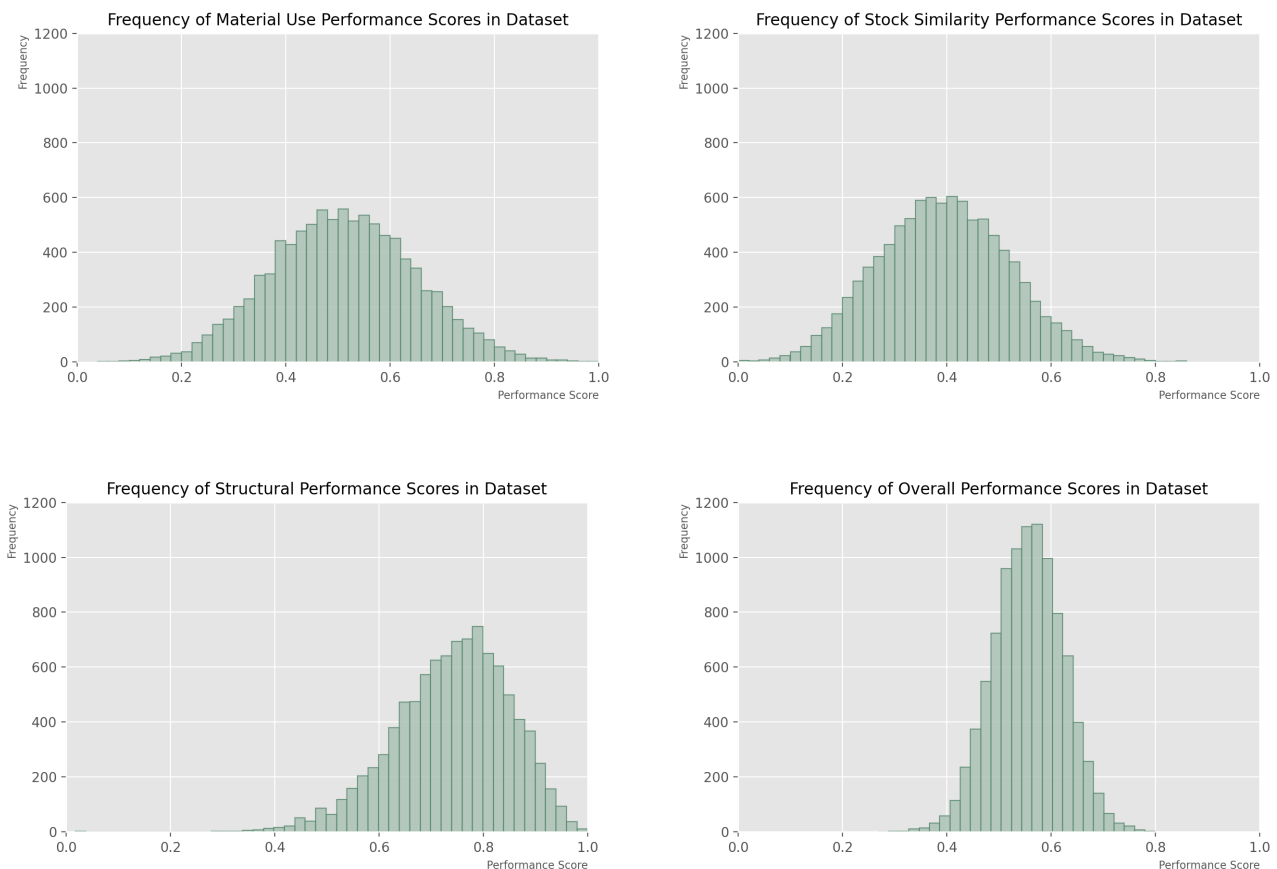 Frequency of Material Use Performance Scores in Dataset
Frequency
1200
1000
800
600
400
200
0
0.0 0.2 0.4 0.6 0.8 1.0
Performance Score
Frequency of Stock Similarity Performance Scores in Dataset
Frequency
1200
1000
800
600
400
200
0
0.0 0.2 0.4 0.6 0.8 1.0
Performance Score
Frequency of Structural Performance Scores in Dataset
Frequency
1200
1000
800
600
400
200
0
0.0 0.2 0.4 0.6 0.8 1.0
Performance Score
Frequency of Overall Performance Scores in Dataset
Frequency
1200
1000
800
600
400
200
0
0.0 0.2 0.4 0.6 0.8 1.0
Performance Score